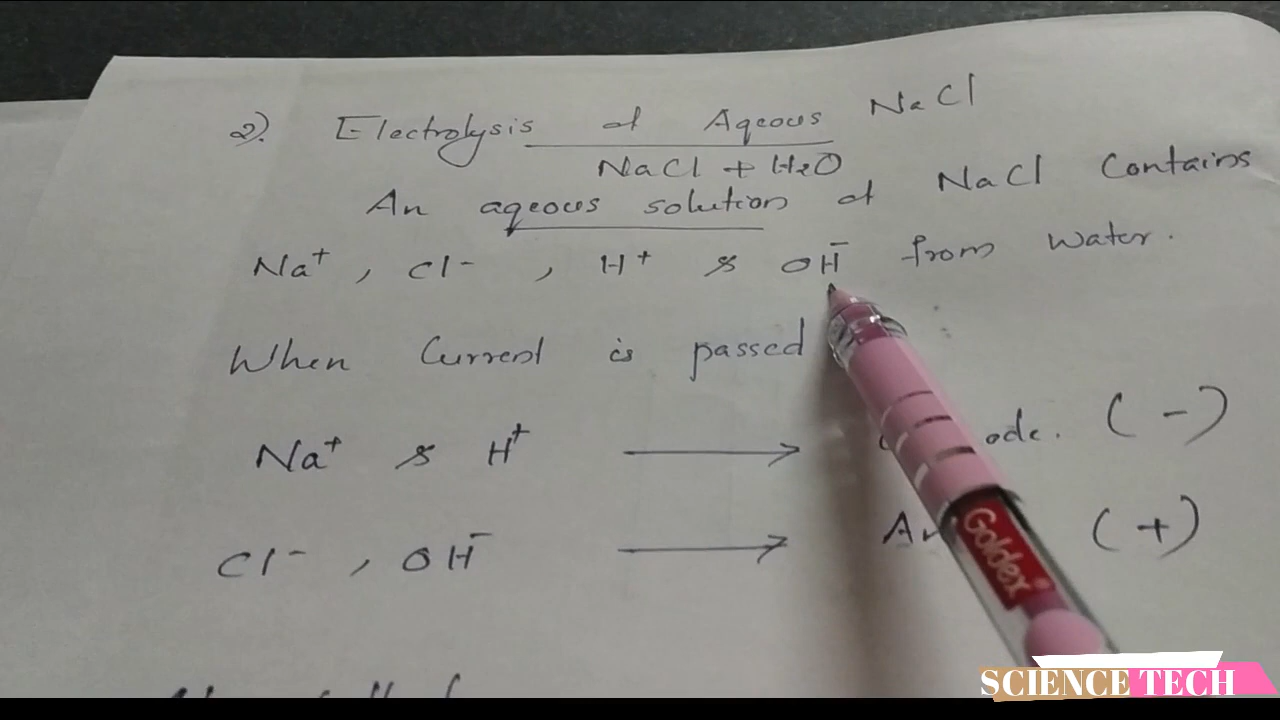 2). Electrolysis of Aqeous NaCl
NaCl + H2O
An aqeous solution of NaCl Contains
Na+ , Cl- , H+ & OH- from water.
When Current is passed
Na+ & H+ → ode. (-)
Cl- , OH- → An (+)
Goldex
SCIENCE TECH